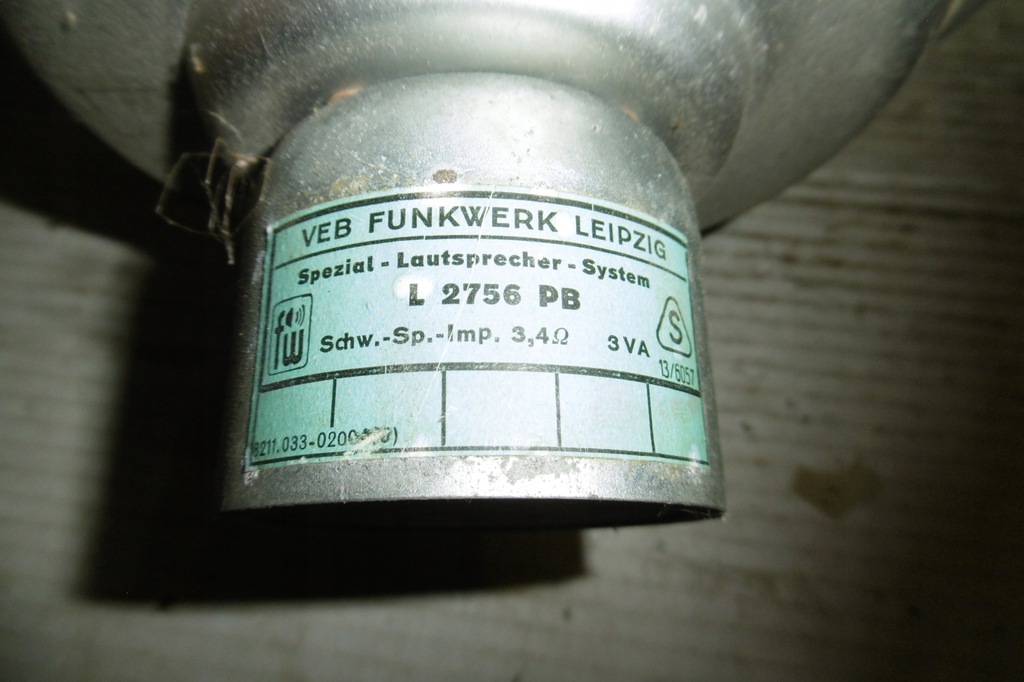 VEB FUNKWERK LEIPZIG
Spezial - Lautsprecher - System
L 2756 PB
fw
Schw.-Sp.-Imp. 3,4Ω 3 VA
S
13/6057